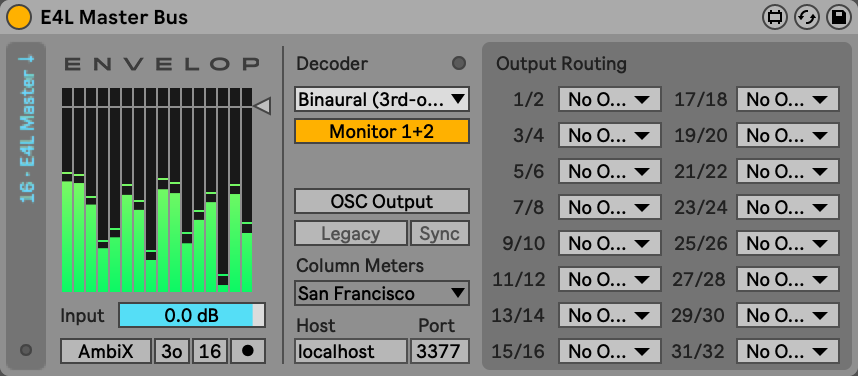 E4L Master Bus
16 · E4L Master ↓
E N V E L O P
Input 0.0 dB
AmbiX 3o 16
Decoder
Binaural (3rd-o...
Monitor 1+2
OSC Output
Legacy Sync
Column Meters
San Francisco
Host Port
localhost 3377
Output Routing
1/2 No O... 17/18 No O...
3/4 No O... 19/20 No O...
5/6 No O... 21/22 No O...
7/8 No O... 23/24 No O...
9/10 No O... 25/26 No O...
11/12 No O... 27/28 No O...
13/14 No O... 29/30 No O...
15/16 No O... 31/32 No O...